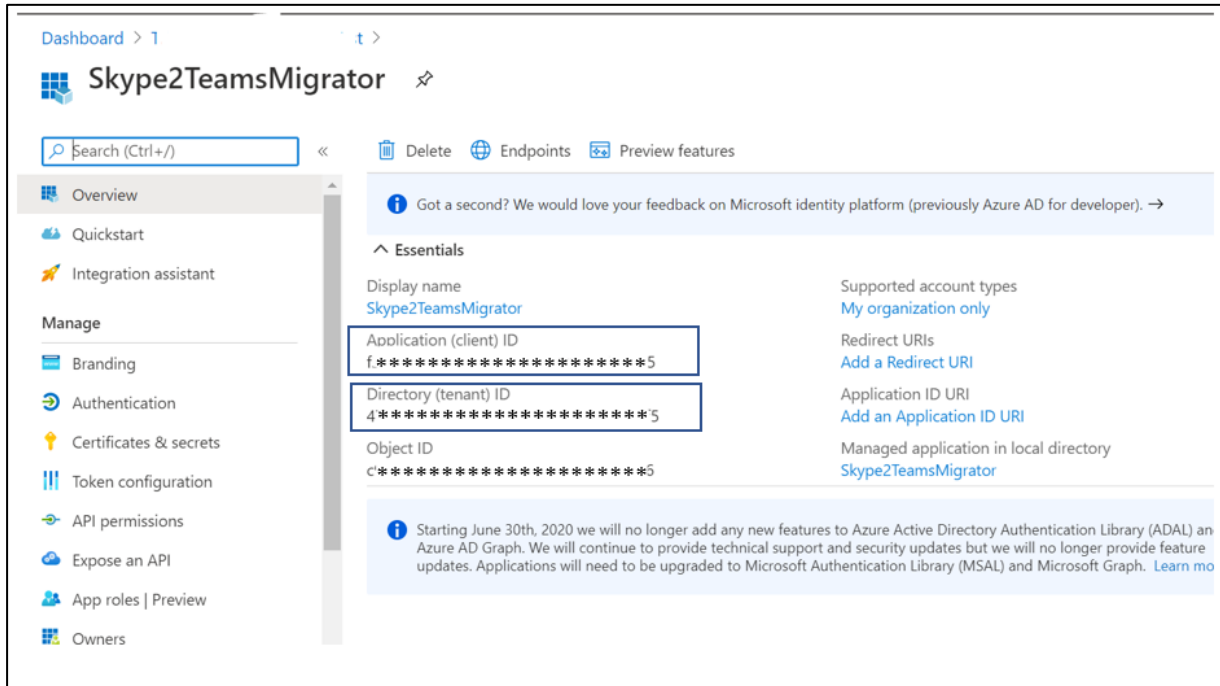 Dashboard >
Skype2TeamsMigrator
Search (Ctrl+/)
«
Overview
Quickstart
Integration assistant
Manage
Branding
Authentication
Certificates & secrets
Token configuration
API permissions
Expose an API
App roles | Preview
Owners
Delete Endpoints Preview features
Got a second? We would love your feedback on Microsoft identity platform (previously Azure AD for developer). →
Essentials
Display name
Skype2TeamsMigrator
Application (client) ID
f*********************5
Directory (tenant) ID
4*********************5
Object ID
c*********************6
Supported account types
My organization only
Redirect URIs
Add a Redirect URI
Application ID URI
Add an Application ID URI
Managed application in local directory
Skype2TeamsMigrator
Starting June 30th, 2020 we will no longer add any new features to Azure Active Directory Authentication Library (ADAL) an
Azure AD Graph. We will continue to provide technical support and security updates but we will no longer provide feature
updates. Applications will need to be upgraded to Microsoft Authentication Library (MSAL) and Microsoft Graph. Learn mo